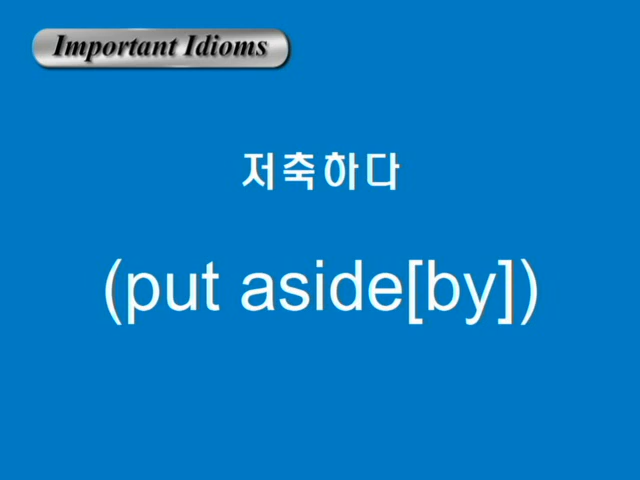 Important Idioms
저축하다
(put aside[by])